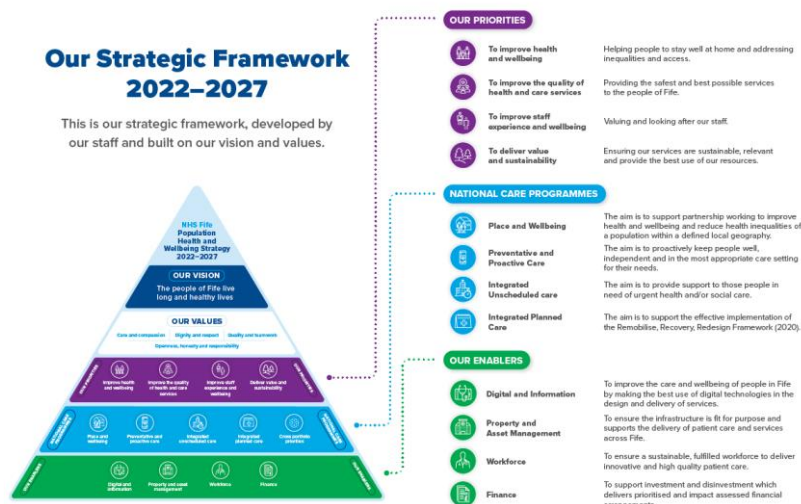 Our Strategic Framework
2022–2027
This is our strategic framework, developed by
our staff and built on our vision and values.
NHS Fife
Population
Health and
Wellbeing Strategy
2022–2027
OUR VISION
The people of Fife live
long and healthy lives
OUR VALUES
Care and compassion Dignity and respect Quality and teamwork
Openness, honesty and responsibility
OUR PRIORITIES
Improve health
and wellbeing
Improve the quality
of health and care
services
Improve staff
experience and
wellbeing
Deliver value and
sustainability
OUR PRIORITIES
NATIONAL CARE
PROGRAMMES
Place and
wellbeing
Preventative and
proactive care
Integrated
unscheduled care
Integrated
planned care
Cross portfolio
priorities
NATIONAL CARE
PROGRAMMES
OUR ENABLERS
Digital and
information
Property and asset
management
Workforce
Finance
OUR ENABLERS
OUR PRIORITIES
To improve health
and wellbeing
Helping people to stay well at home and addressing
inequalities and access.
To improve the quality of
health and care services
Providing the safest and best possible services
to the people of Fife.
To improve staff
experience and wellbeing
Valuing and looking after our staff.
To deliver value
and sustainability
Ensuring our services are sustainable, relevant
and provide the best use of our resources.
NATIONAL CARE PROGRAMMES
Place and Wellbeing
The aim is to support partnership working to improve
health and wellbeing and reduce health inequalities of
a population within a defined local geography.
Preventative and
Proactive Care
The aim is to proactively keep people well,
independent and in the most appropriate care setting
for their needs.
Integrated
Unscheduled care
The aim is to provide support to those people in
need of urgent health and/or social care.
Integrated Planned
Care
The aim is to support the effective implementation of
the Remobilise, Recovery, Redesign Framework (2020).
OUR ENABLERS
Digital and Information
To improve the care and wellbeing of people in Fife
by making the best use of digital technologies in the
design and delivery of services.
Property and
Asset Management
To ensure the infrastructure is fit for purpose and
supports the delivery of patient care and services
across Fife.
Workforce
To ensure a sustainable, fulfilled workforce to deliver
innovative and high quality patient care.
Finance
To support investment and disinvestment which
delivers prioritised and impact assessed financial